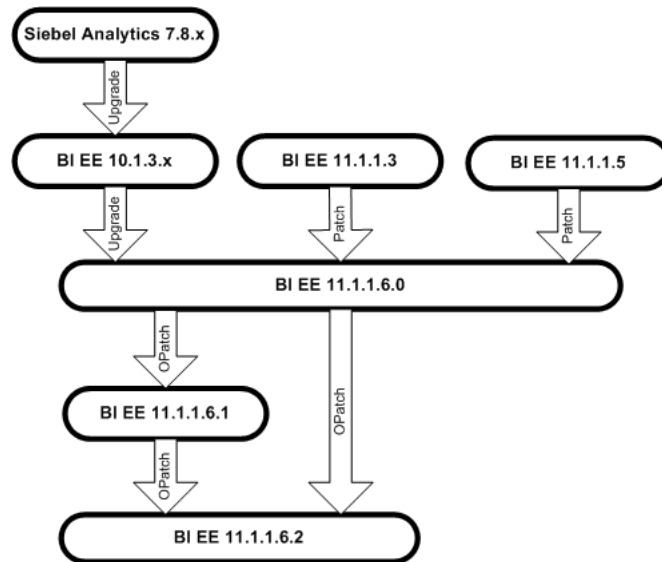 Siebel Analytics 7.8.x
Upgrade
BI EE 10.1.3.x
BI EE 11.1.1.3
BI EE 11.1.1.5
Upgrade
Patch
Patch
BI EE 11.1.1.6.0
OPatch
OPatch
BI EE 11.1.1.6.1
OPatch
BI EE 11.1.1.6.2